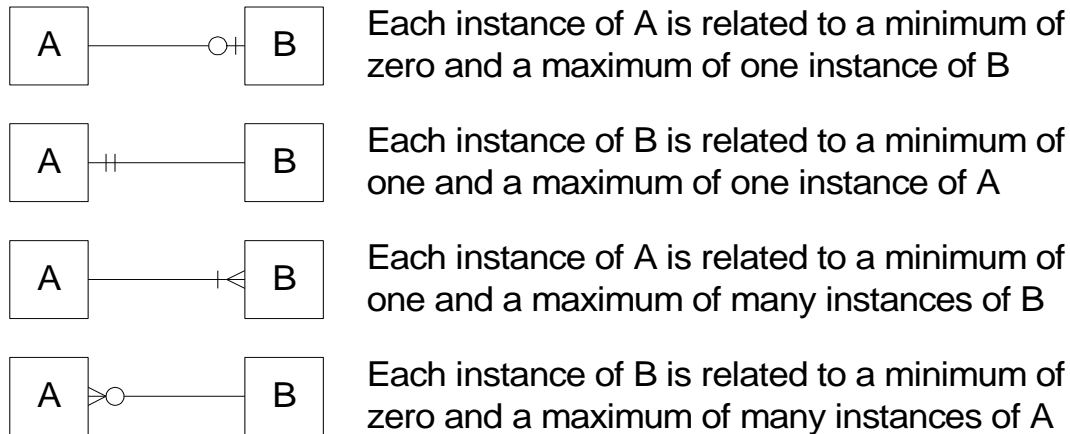 A B Each instance of A is related to a minimum of
zero and a maximum of one instance of B
A B Each instance of B is related to a minimum of
one and a maximum of one instance of A
A B Each instance of A is related to a minimum of
one and a maximum of many instances of B
A B Each instance of B is related to a minimum of
zero and a maximum of many instances of A